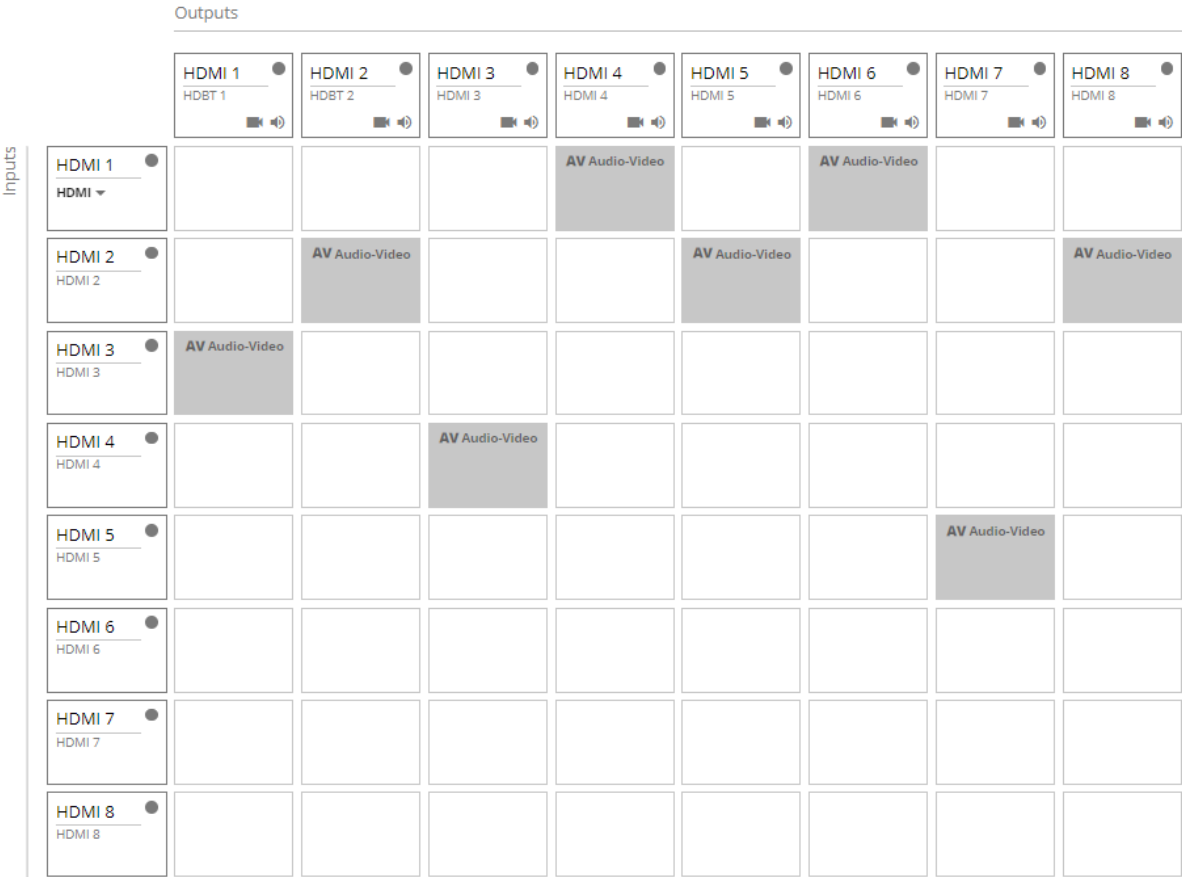 Outputs
HDMI 1 HDMI 2 HDMI 3 HDMI 4 HDMI 5 HDMI 6 HDMI 7 HDMI 8
HDBT 1 HDBT 2 HDMI 3 HDMI 4 HDMI 5 HDMI 6 HDMI 7 HDMI 8
Inputs
HDMI 1 AV Audio-Video AV Audio-Video
HDMI
HDMI 2 AV Audio-Video AV Audio-Video AV Audio-Video
HDMI 2
HDMI 3 AV Audio-Video
HDMI 3
HDMI 4 AV Audio-Video
HDMI 4
HDMI 5 AV Audio-Video
HDMI 5
HDMI 6
HDMI 6
HDMI 7
HDMI 7
HDMI 8
HDMI 8